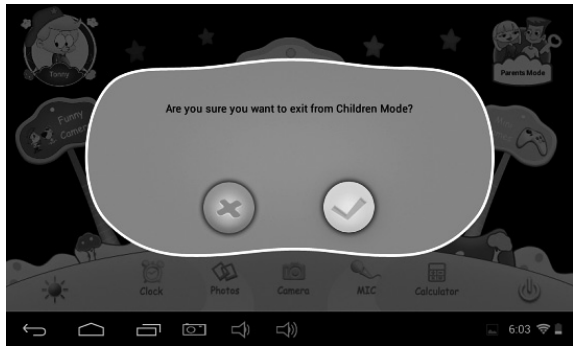 Tonny
Parents Mode
Funny
Camera
Are you sure you want to exit from Children Mode?
Clock
Photos
Camera
MIC
Calculator
6:03